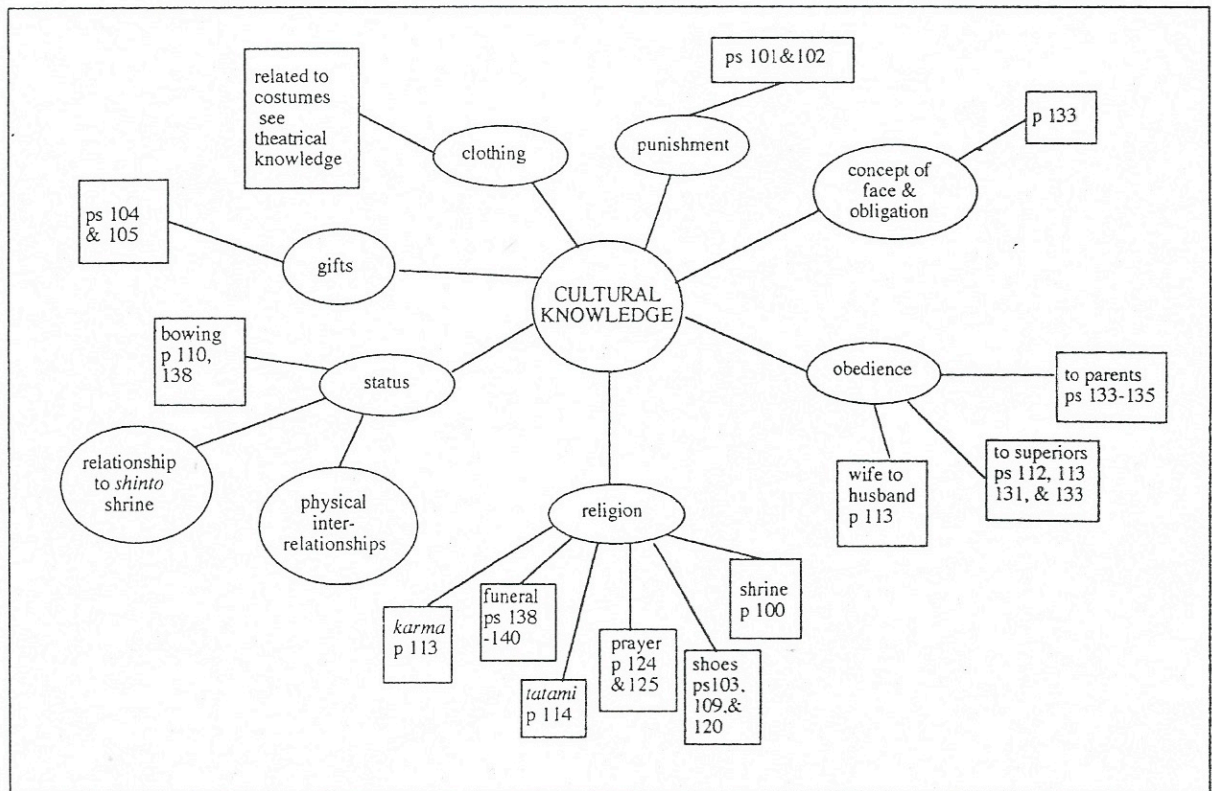 related to
costumes
see
theatrical
knowledge
clothing
ps 101&102
punishment
p 133
concept of
face &
obligation
ps 104
& 105
gifts
CULTURAL
KNOWLEDGE
bowing
p 110,
138
status
relationship
to shinto
shrine
physical
inter-
relationships
obedience
to parents
ps 133-135
to superiors
ps 112, 113
131, & 133
wife to
husband
p 113
religion
karma
p 113
funeral
ps 138
-140
tatami
p 114
prayer
p 124
&125
shoes
ps103,
109,&
120
shrine
p 100